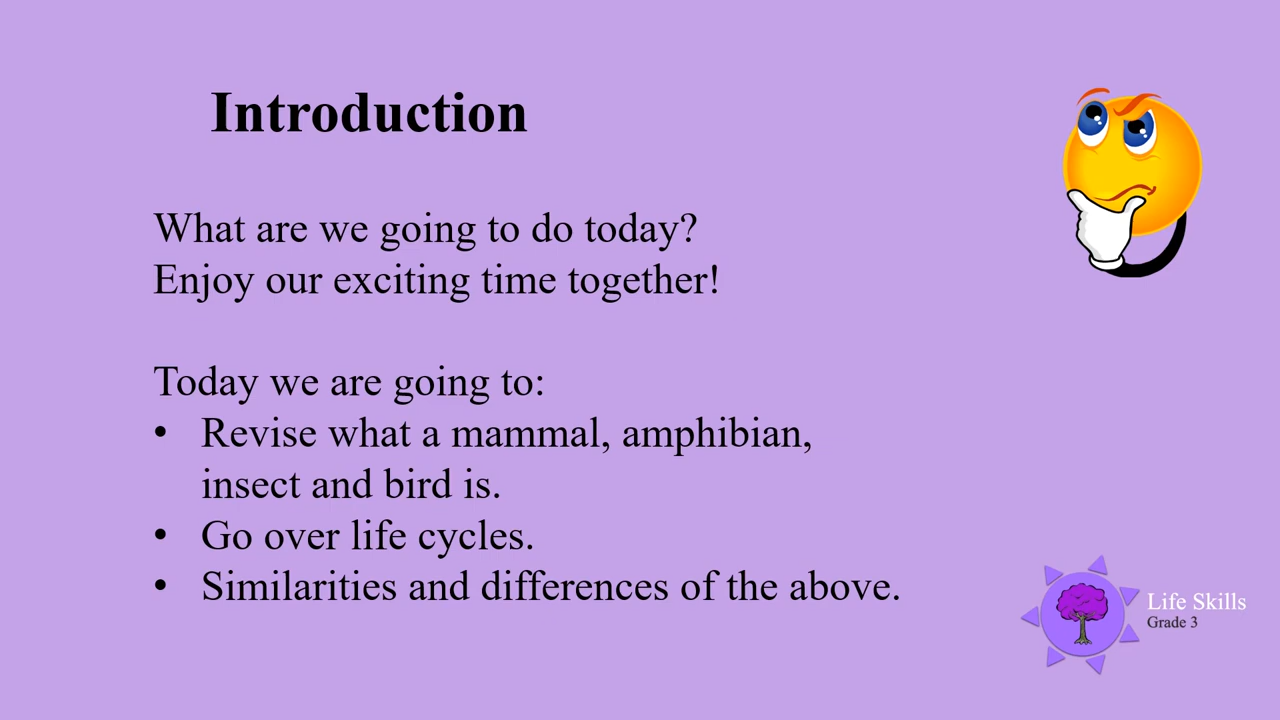 Introduction
What are we going to do today?
Enjoy our exciting time together!
Today we are going to:
• Revise what a mammal, amphibian,
insect and bird is.
• Go over life cycles.
• Similarities and differences of the above.
Life Skills
Grade 3